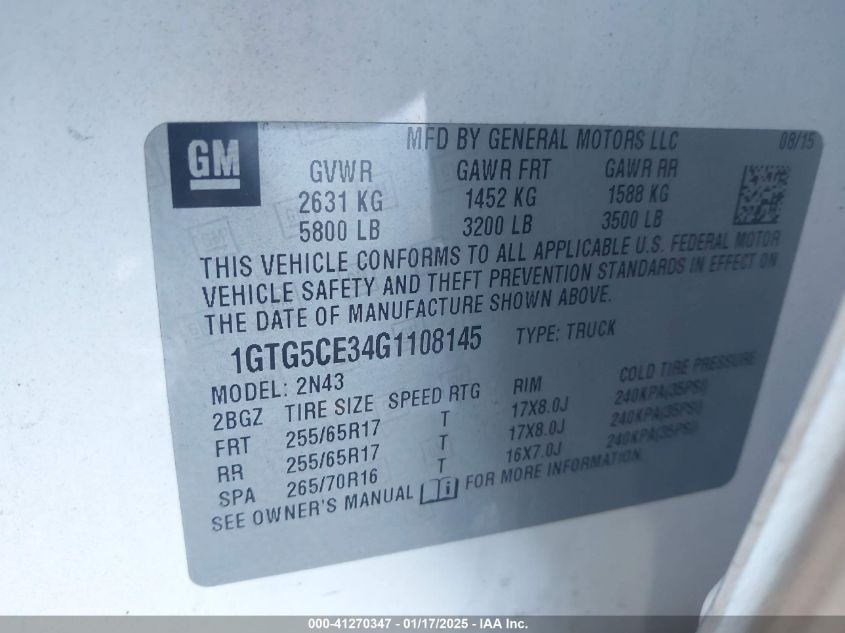 GM
MFD BY GENERAL MOTORS LLC 08/15
GVWR GAWR FRT GAWR RR
2631 KG 1452 KG 1588 KG
5800 LB 3200 LB 3500 LB
THIS VEHICLE CONFORMS TO ALL APPLICABLE U.S. FEDERAL MOTOR
VEHICLE SAFETY AND THEFT PREVENTION STANDARDS IN EFFECT ON
THE DATE OF MANUFACTURE SHOWN ABOVE.
1GTG5CE34G1108145 TYPE: TRUCK
MODEL: 2N43
2BGZ TIRE SIZE SPEED RTG RIM COLD TIRE PRESSURE
FRT 255/65R17 T 17X8.0J 240KPA(35PSI)
RR 255/65R17 T 17X8.0J 240KPA(35PSI)
SPA 265/70R16 T 16X7.0J 240KPA(35PSI)
SEE OWNER'S MANUAL FOR MORE INFORMATION.
000-41270347 - 01/17/2025 - IAAI, Inc.